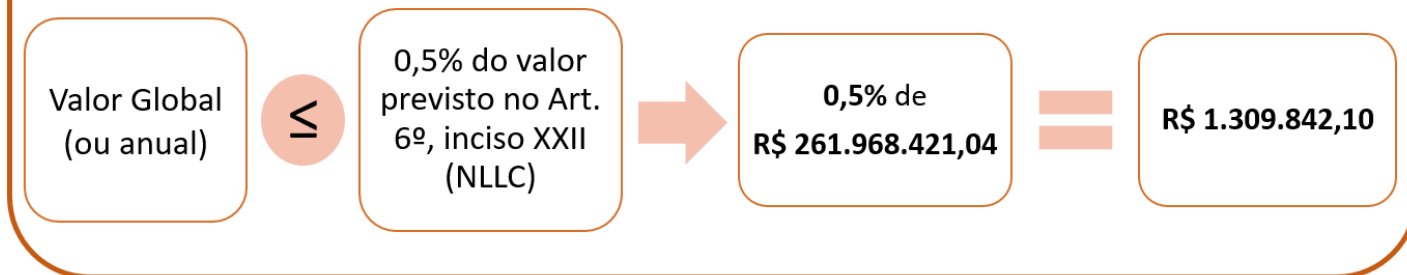 Valor Global
(ou anual)
≤
0,5% do valor
previsto no Art.
6º, inciso XXII
(NLLC)
0,5% de
R$ 261.968.421,04
R$ 1.309.842,10